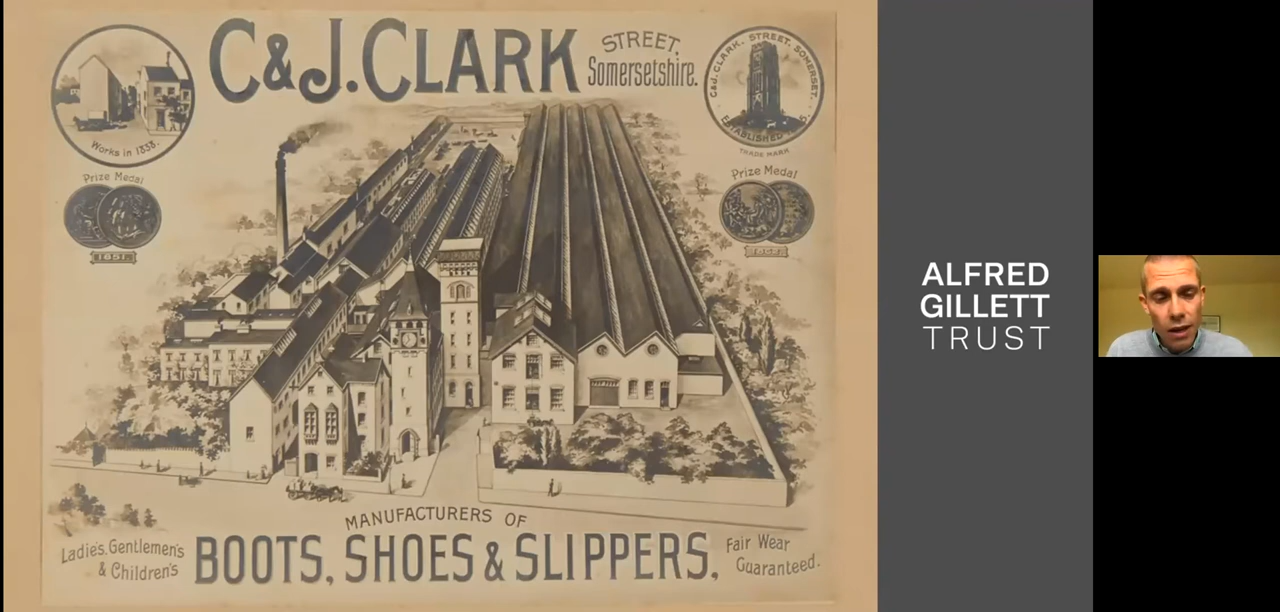 C&J.CLARK
STREET,
Somersetshire.
Works in 1838.
Prize Medal
1851.
C&J. CLARK. STREET. SOMERSET.
ESTABLISHED
TRADE MARK
Prize Medal
MANUFACTURERS OF
Ladie's, Gentlemen's
& Children's
BOOTS, SHOES & SLIPPERS,
Fair Wear
Guaranteed.
ALFRED
GILLETT
TRUST